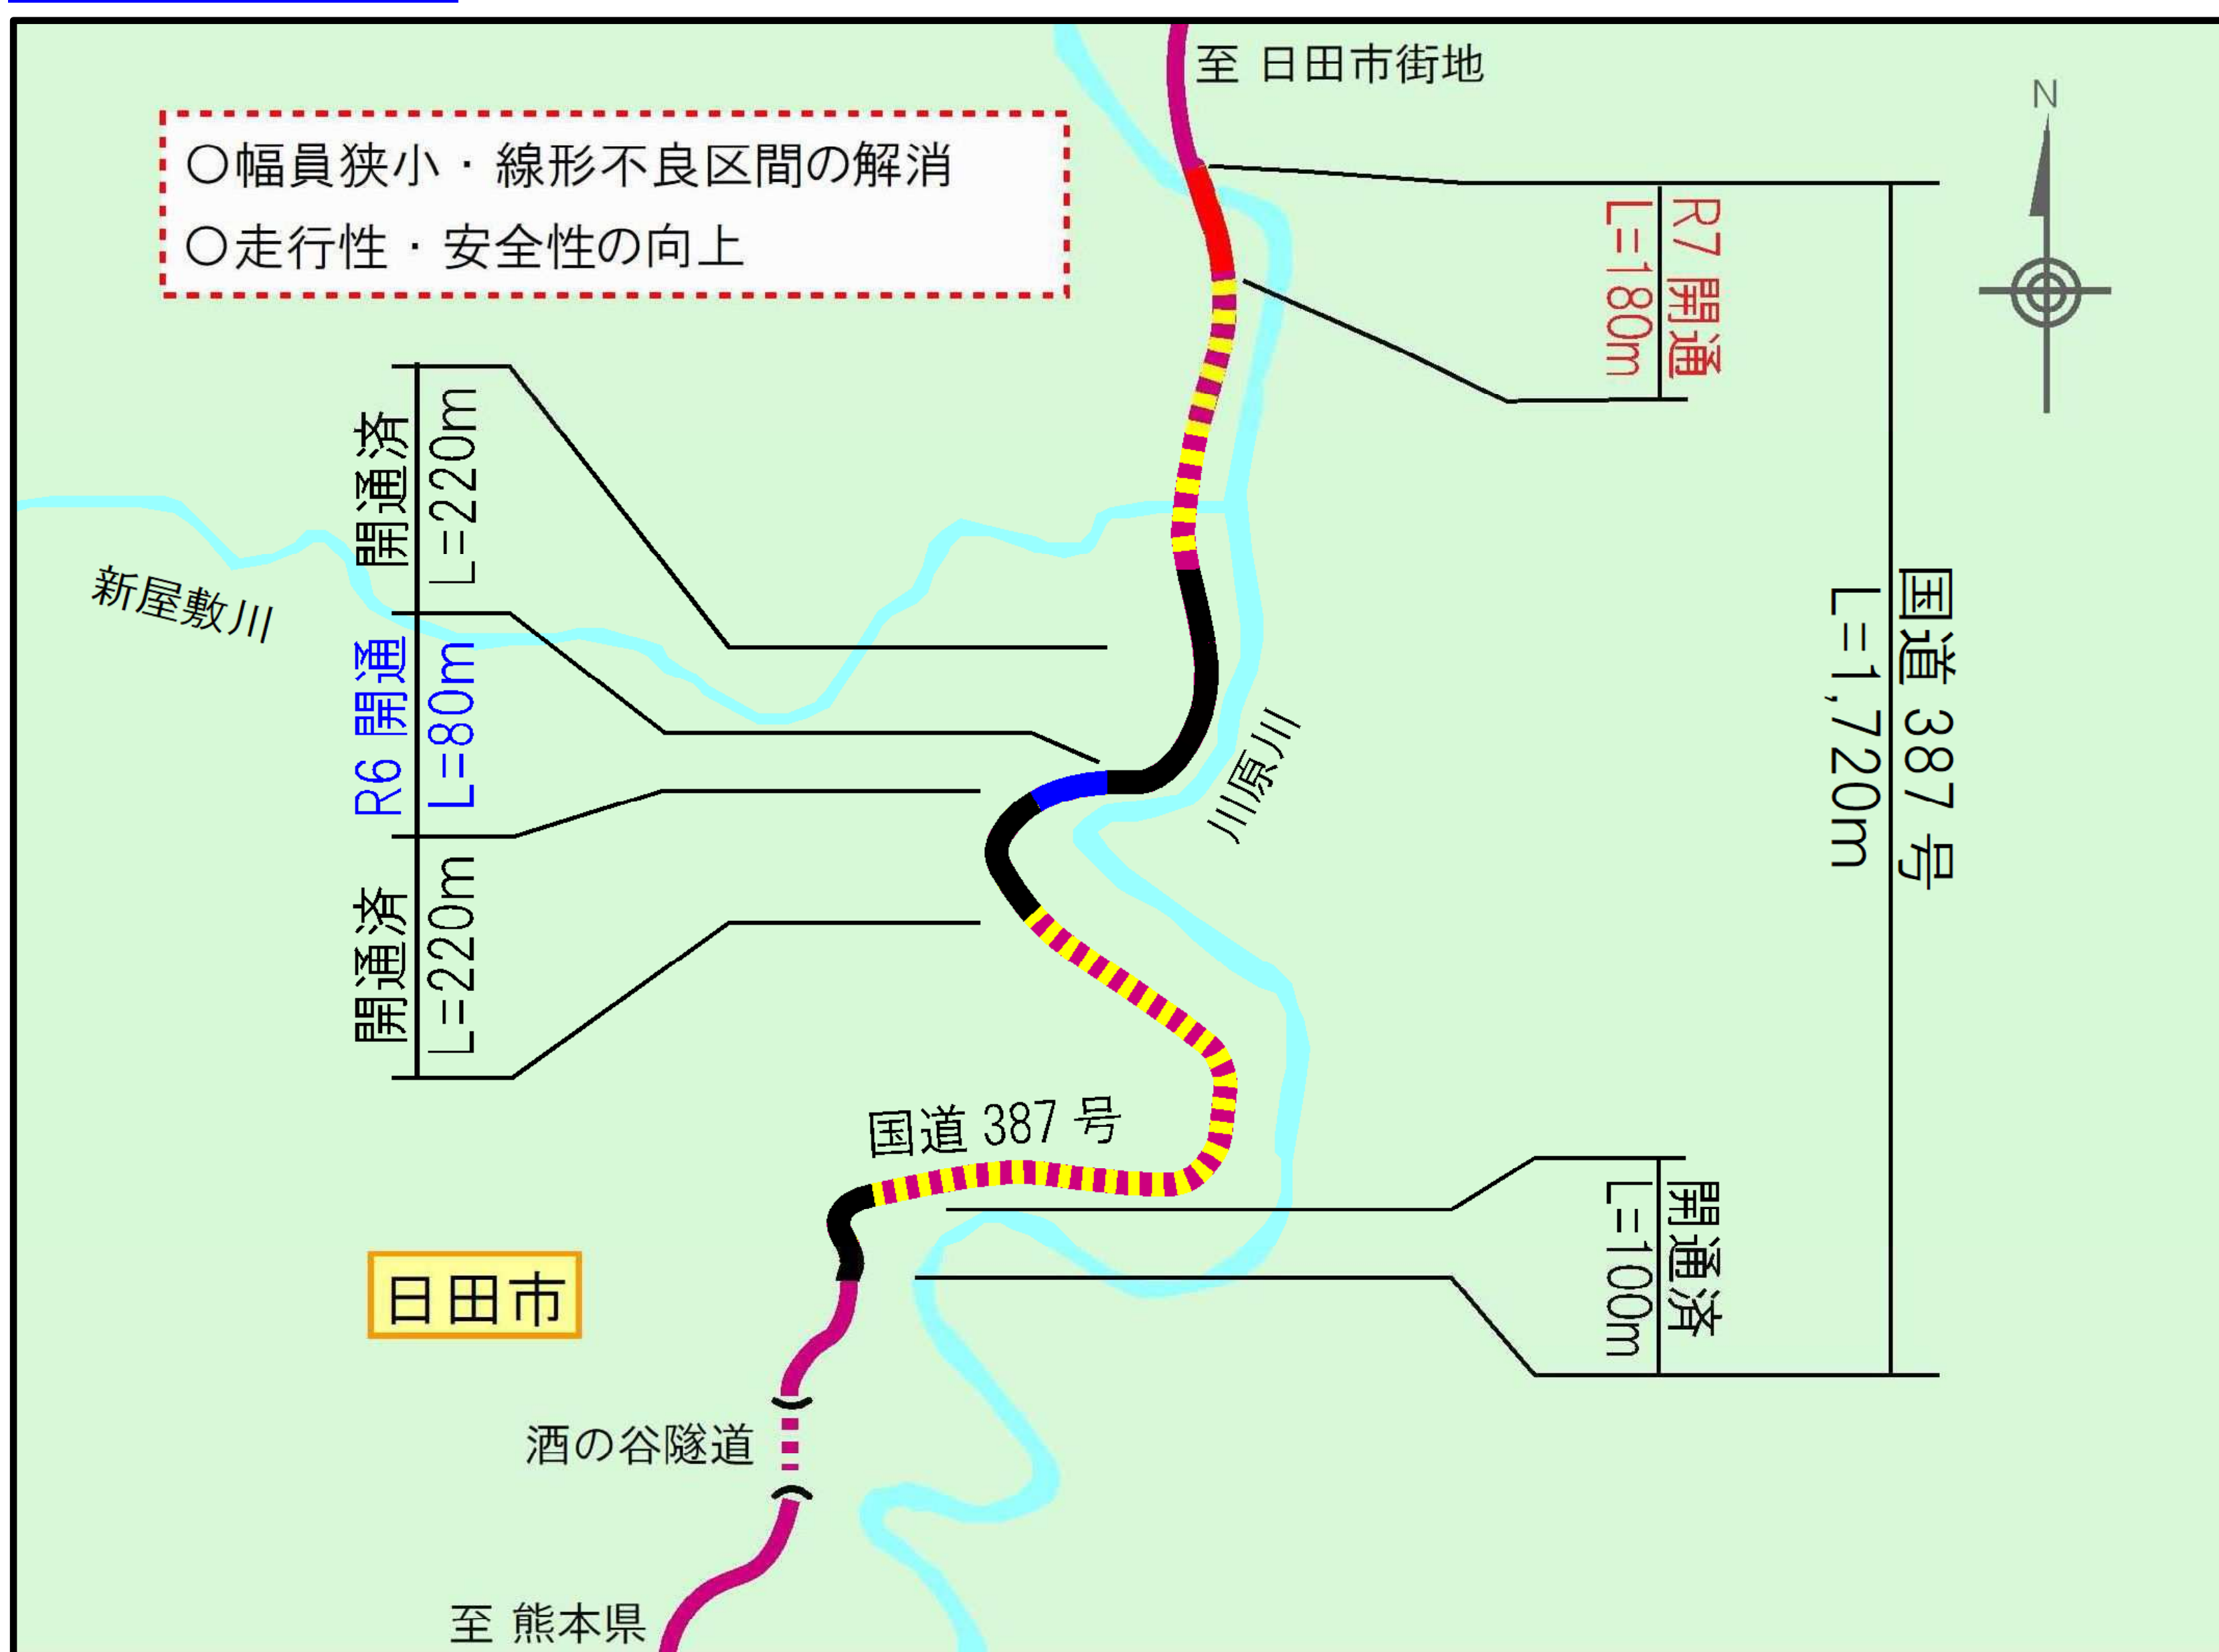 至 日田市街地
N
〇幅員狭小・線形不良区間の解消
〇走行性・安全性の向上
R7 開通
L=180m
開通済
L=220m
新屋敷川
R6 開通
L=80m
国道 387 号
L=1,720m
川原川
開通済
L=220m
国道 387 号
開通済
L=100m
日田市
酒の谷隧道
至 熊本県